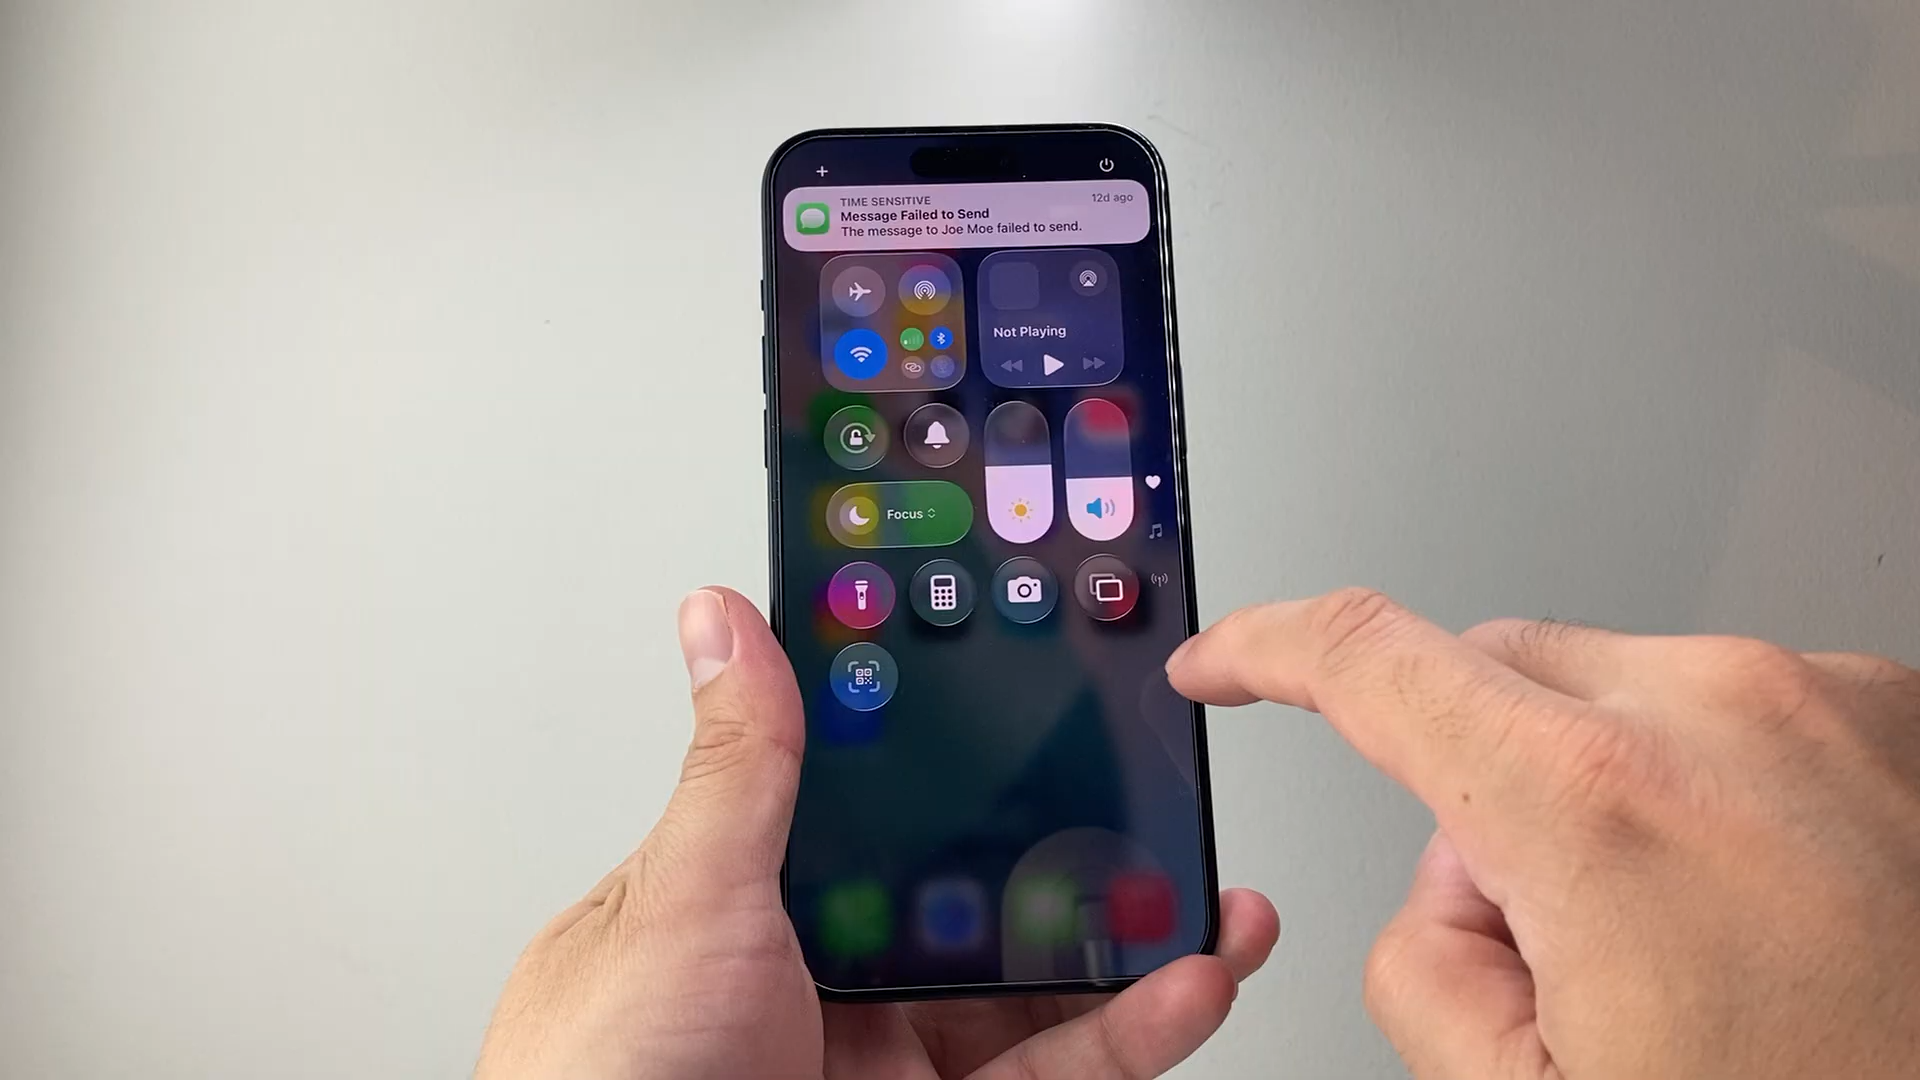 TIME SENSITIVE
12d ago
Message Failed to Send
The message to Joe Moe failed to send.
Not Playing
Focus